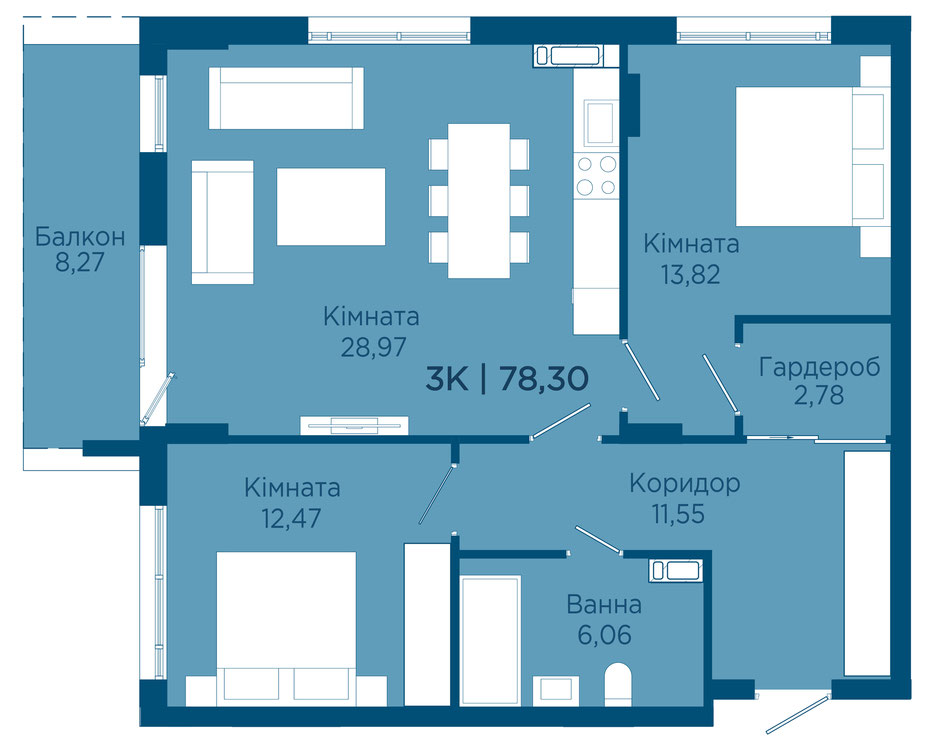 Балкон
8,27
Кімната
28,97
3К | 78,30
Кімната
13,82
Гардероб
2,78
Кімната
12,47
Коридор
11,55
Ванна
6,06